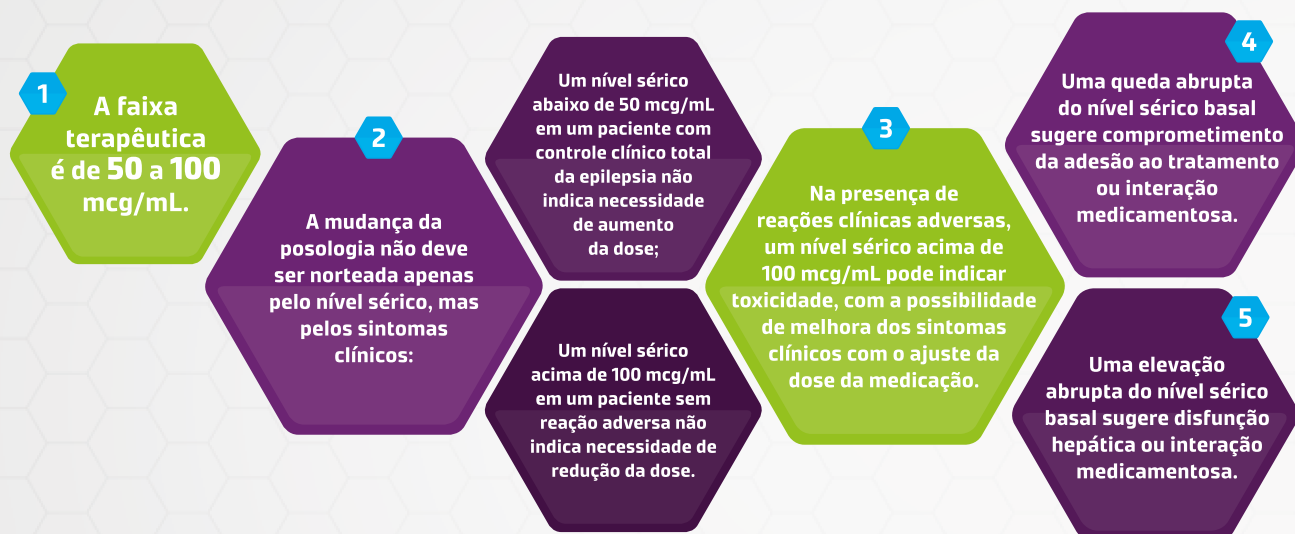 1
A faixa
terapêutica
é de 50 a 100
mcg/mL.
2
A mudança da
posologia não deve
ser norteada apenas
pelo nível sérico, mas
pelos sintomas
clínicos:
Um nível sérico
abaixo de 50 mcg/mL
em um paciente com
controle clínico total
da epilepsia não
indica necessidade
de aumento
da dose;
Um nível sérico
acima de 100 mcg/mL
em um paciente sem
reação adversa não
indica necessidade de
redução da dose.
3
Na presença de
reações clínicas adversas,
um nível sérico acima de
100 mcg/mL pode indicar
toxicidade, com a possibilidade
de melhora dos sintomas
clínicos com o ajuste da
dose da medicação.
4
Uma queda abrupta
do nível sérico basal
sugere comprometimento
da adesão ao tratamento
ou interação
medicamentosa.
5
Uma elevação
abrupta do nível sérico
basal sugere disfunção
hepática ou interação
medicamentosa.